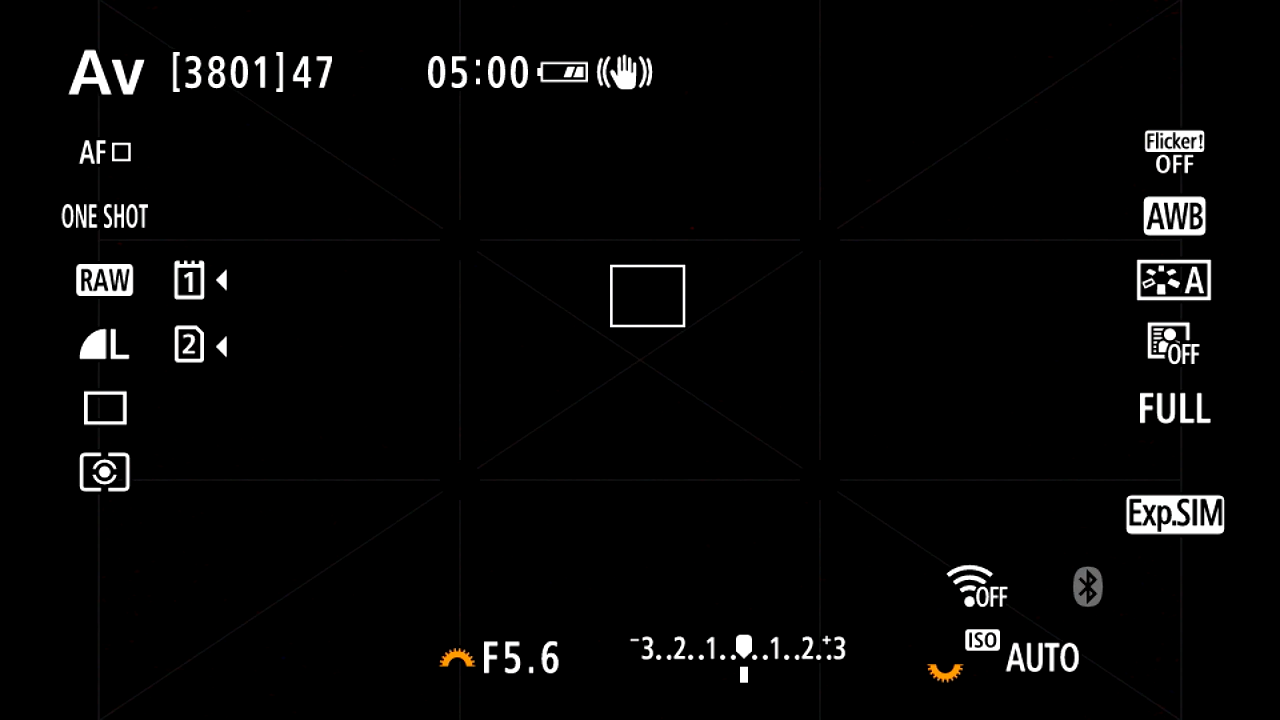 Av [3801]47 05:00
AF
Flicker!
OFF
ONE SHOT
AWB
RAW 1
A
L 2
OFF
FULL
Exp.SIM
OFF
F5.6
-3..2..1..0..1..2..+3
ISO AUTO